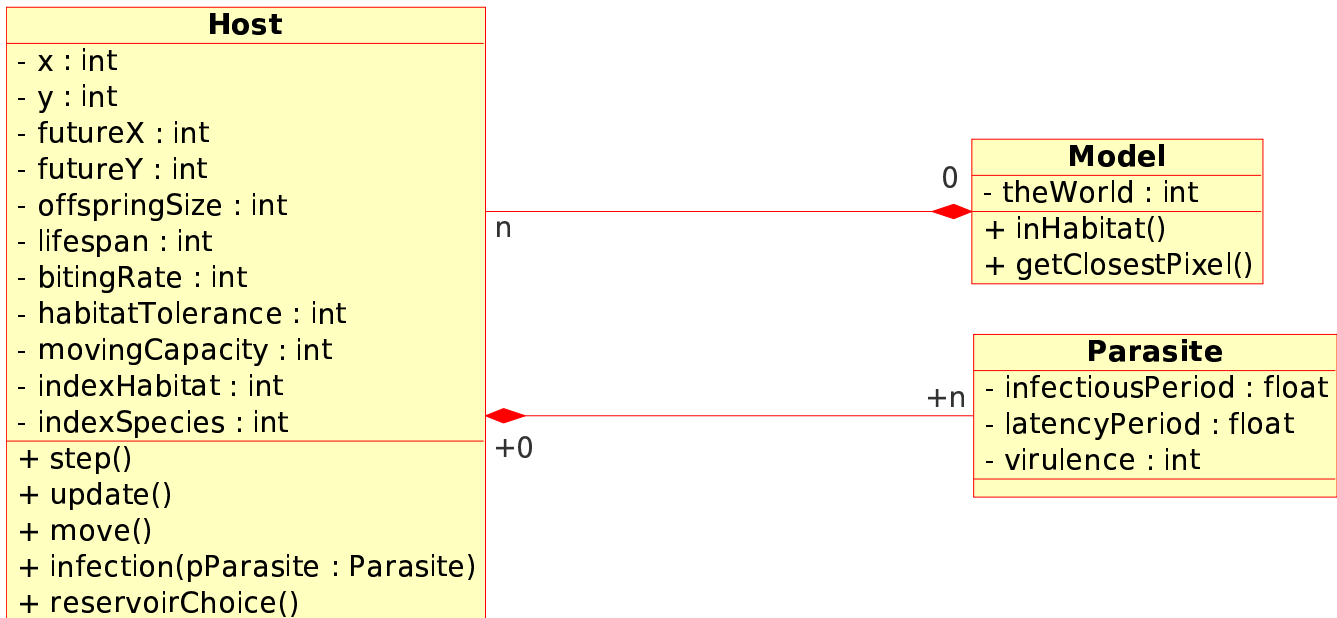 Host
- x : int
- y : int
- futureX : int
- futureY : int
- offspringSize : int
- lifespan : int
- bitingRate : int
- habitatTolerance : int
- movingCapacity : int
- indexHabitat : int
- indexSpecies : int
+ step()
+ update()
+ move()
+ infection(pParasite : Parasite)
+ reservoirChoice()
n
0
Model
- theWorld : int
+ inHabitat()
+ getClosestPixel()
+0
+n
Parasite
- infectiousPeriod : float
- latencyPeriod : float
- virulence : int